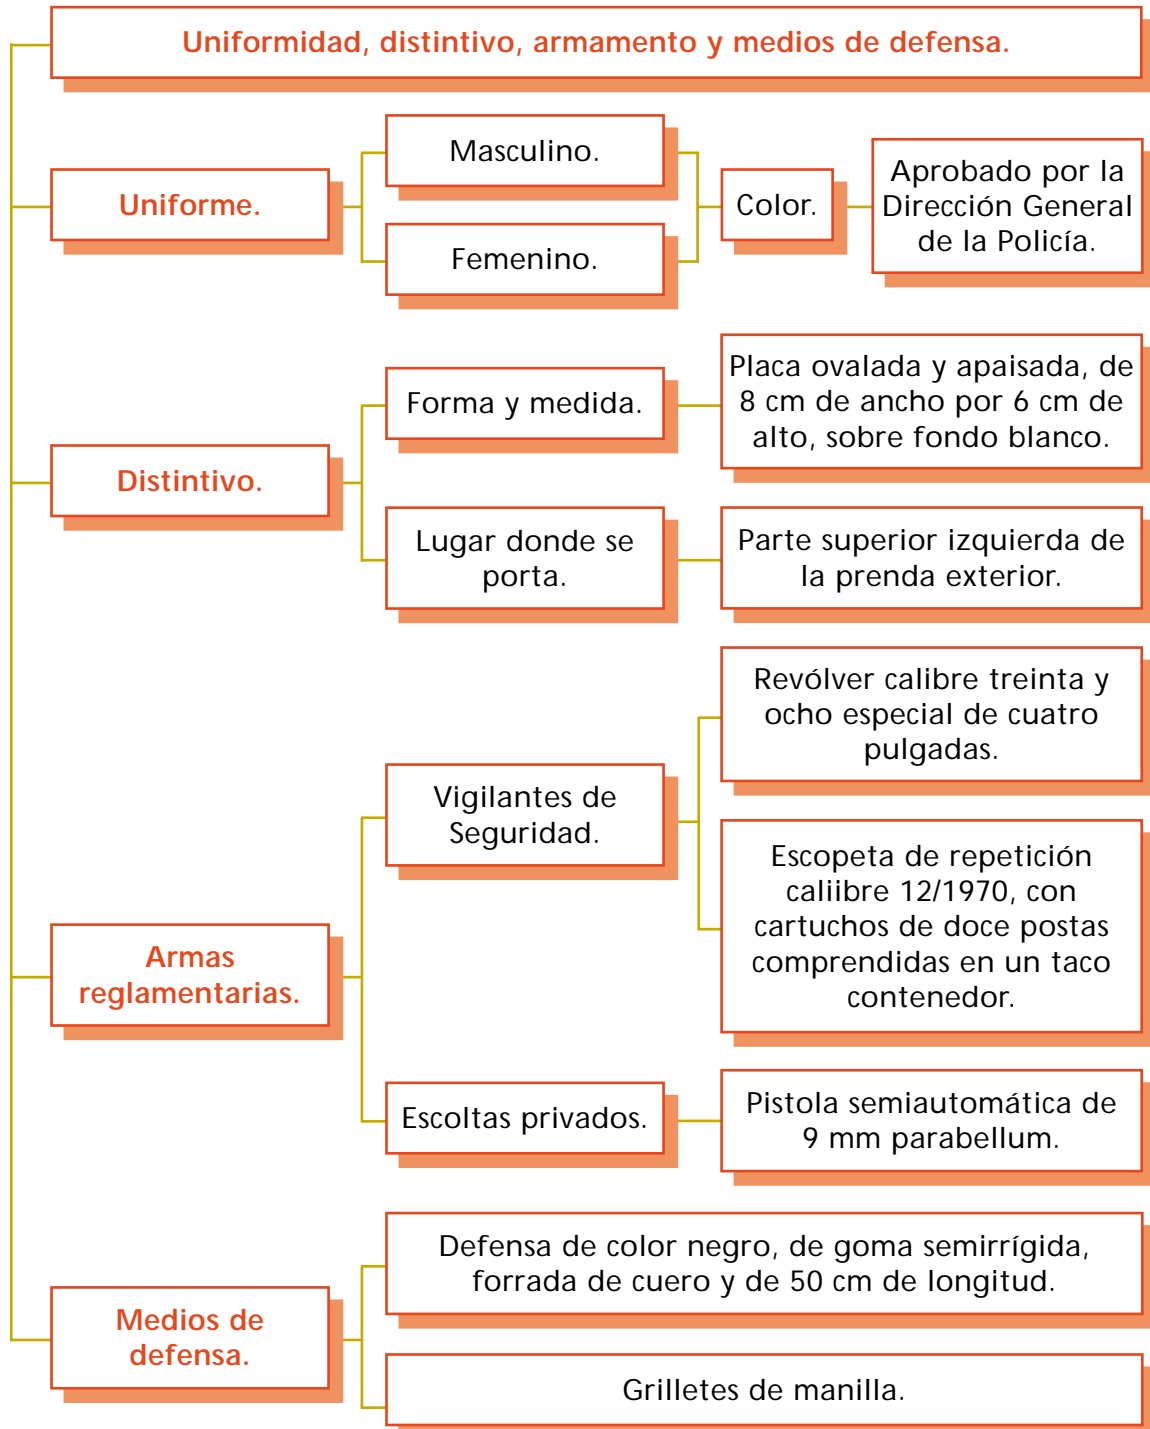 Uniformidad, distintivo, armamento y medios de defensa.
Uniforme.
Masculino.
Femenino.
Color.
Aprobado por la
Dirección General
de la Policía.
Distintivo.
Forma y medida.
Placa ovalada y apaisada, de
8 cm de ancho por 6 cm de
alto, sobre fondo blanco.
Lugar donde se
porta.
Parte superior izquierda de
la prenda exterior.
Armas
reglamentarias.
Vigilantes de
Seguridad.
Revólver calibre treinta y
ocho especial de cuatro
pulgadas.
Escopeta de repetición
caliibre 12/1970, con
cartuchos de doce postas
comprendidas en un taco
contenedor.
Escoltas privados.
Pistola semiautomática de
9 mm parabellum.
Medios de
defensa.
Defensa de color negro, de goma semirrígida,
forrada de cuero y de 50 cm de longitud.
Grilletes de manilla.